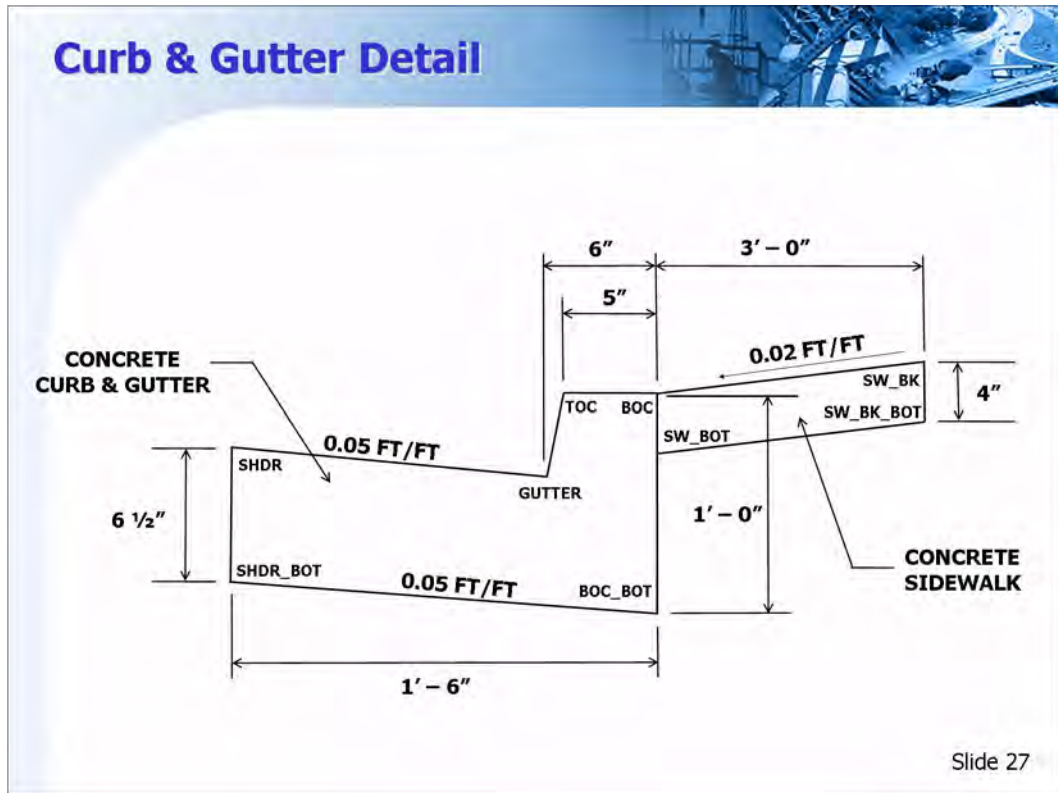 Curb & Gutter Detail
6”
3’ – 0”
5”
0.02 FT/FT
CONCRETE
CURB & GUTTER
SW_BK
4”
TOC
BOC
SW_BK_BOT
0.05 FT/FT
SW_BOT
SHDR
GUTTER
6 ½”
1’ – 0”
CONCRETE
SIDEWALK
SHDR_BOT
0.05 FT/FT
BOC_BOT
1’ – 6”
Slide 27